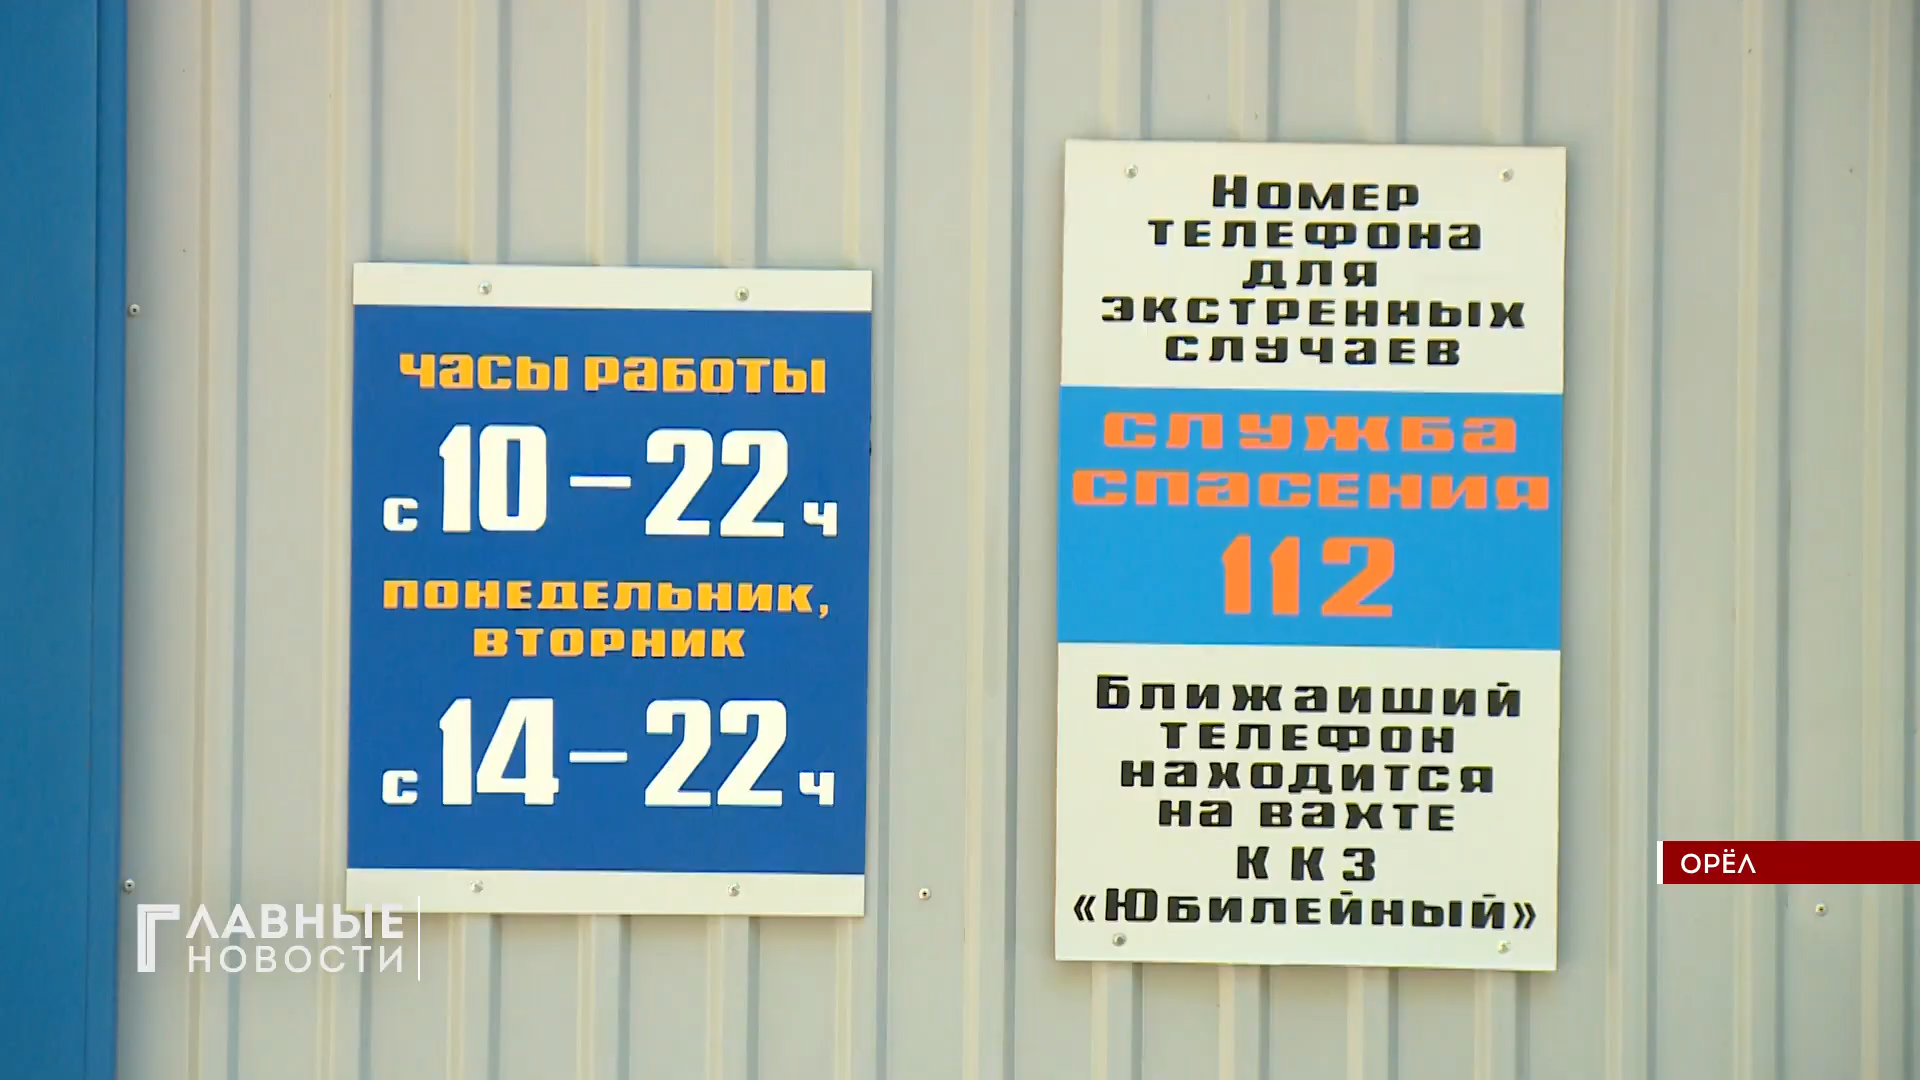 ЧАСЫ РАБОТЫ
с 10 – 22 ч
ПОНЕДЕЛЬНИК,
ВТОРНИК
с 14 – 22 ч
Номер
телефона
для
экстренных
случаев
СЛУЖБА
СПАСЕНИЯ
112
Ближаиший
телефон
находится
на вахте
ККЗ
«Юбилейный»
ОРЁЛ
ГЛАВНЫЕ
НОВОСТИ